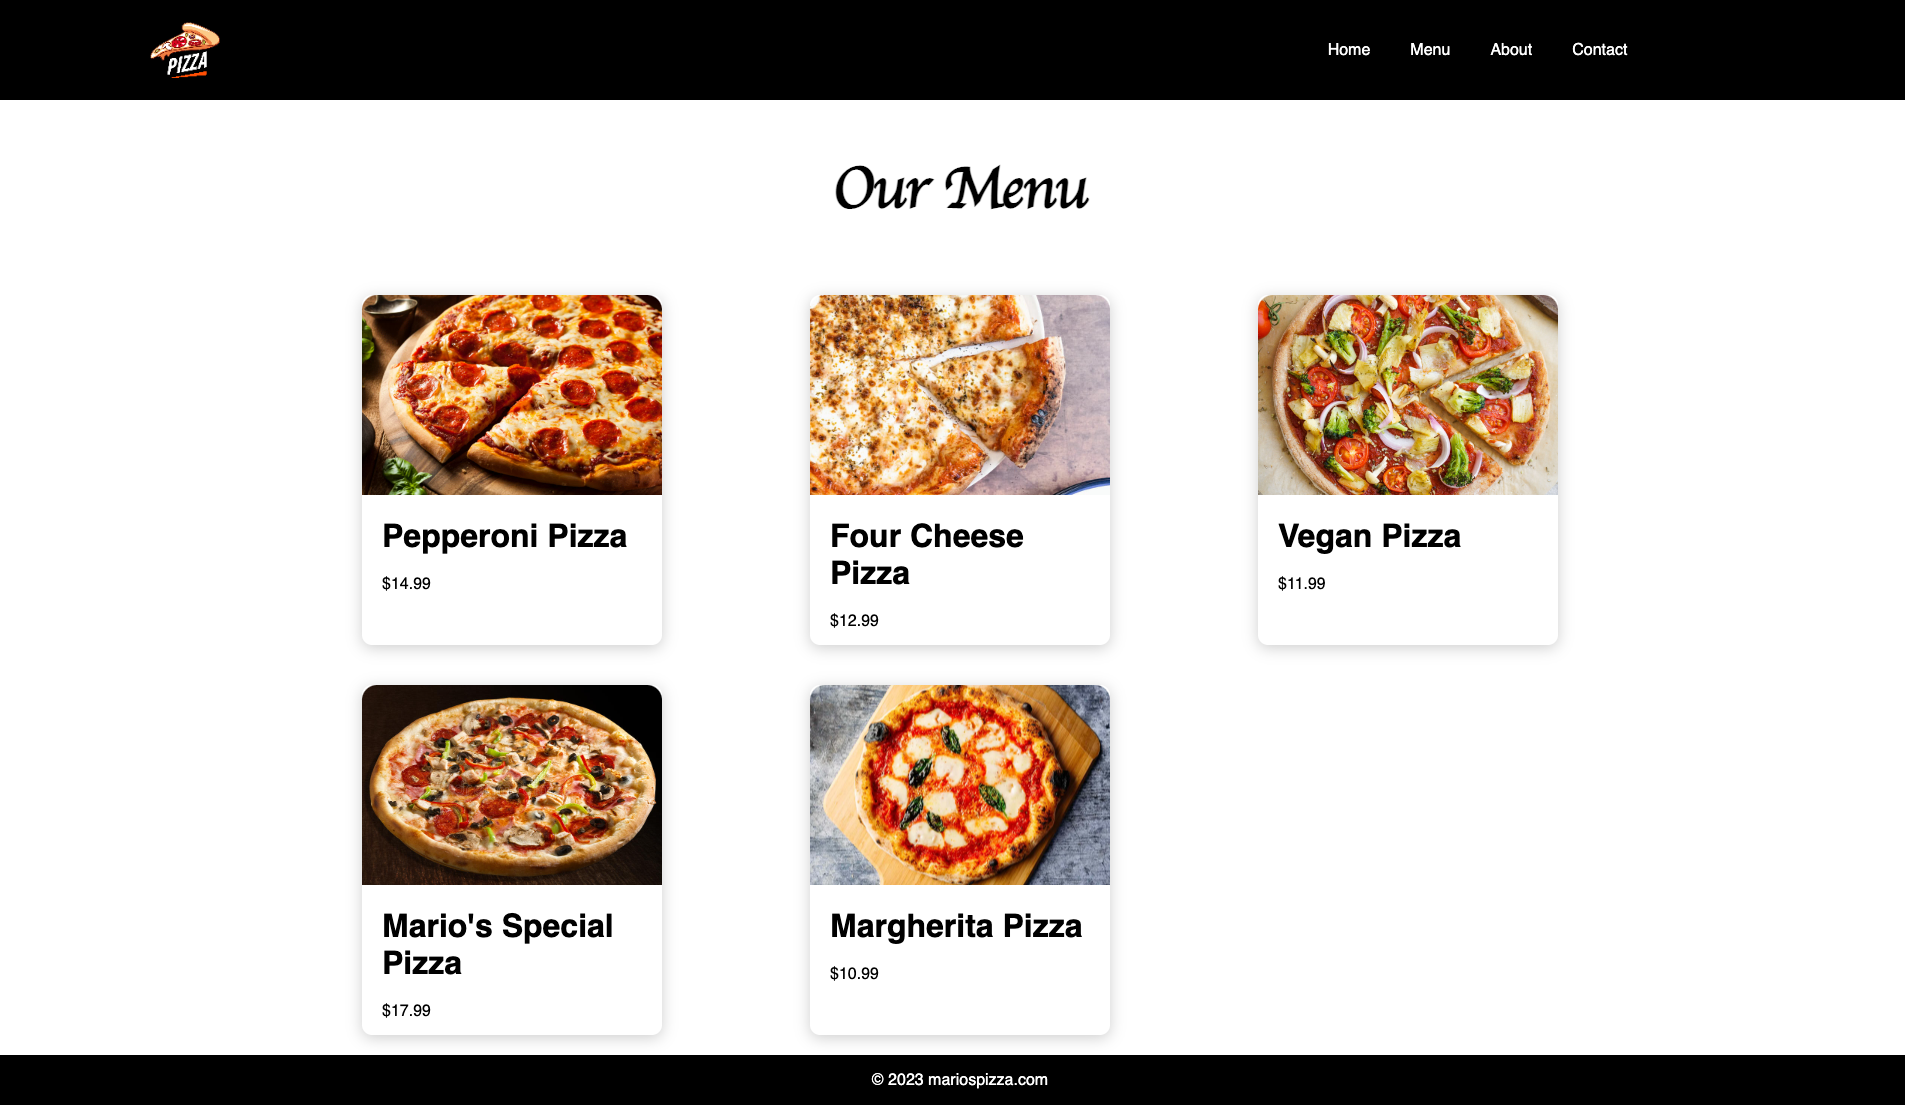 PIZZA
Home Menu About Contact
Our Menu
Pepperoni Pizza
$14.99
Four Cheese
Pizza
$12.99
Vegan Pizza
$11.99
Mario's Special
Pizza
$17.99
Margherita Pizza
$10.99
© 2023 mariospizza.com